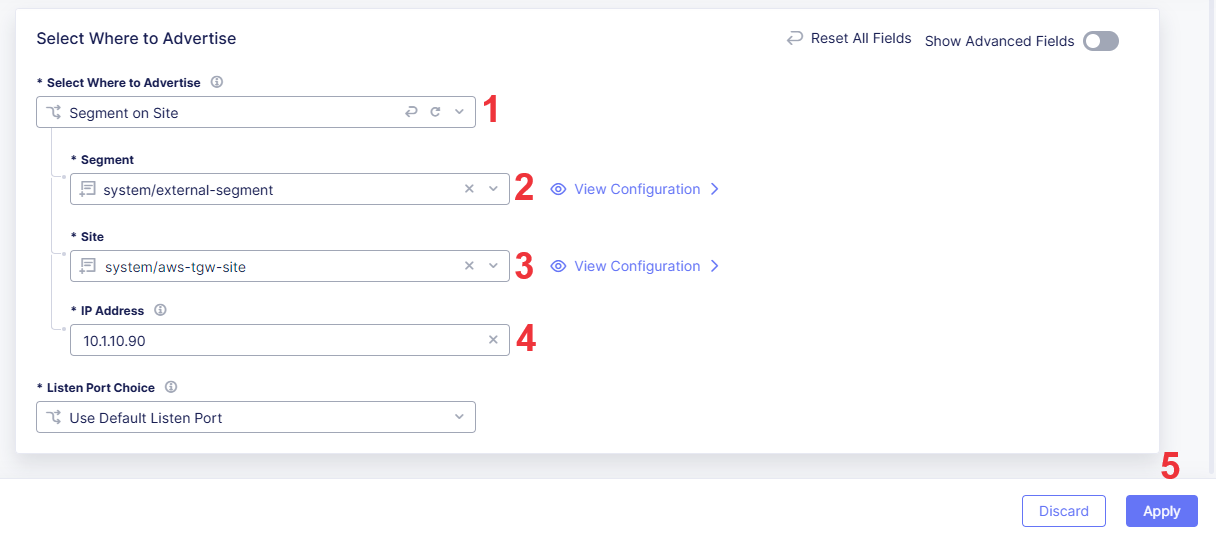 Select Where to Advertise
Reset All Fields
Show Advanced Fields
* Select Where to Advertise
Segment on Site
1
* Segment
system/external-segment
2
View Configuration
* Site
system/aws-tgw-site
3
View Configuration
* IP Address
10.1.10.90
4
* Listen Port Choice
Use Default Listen Port
5
Discard
Apply